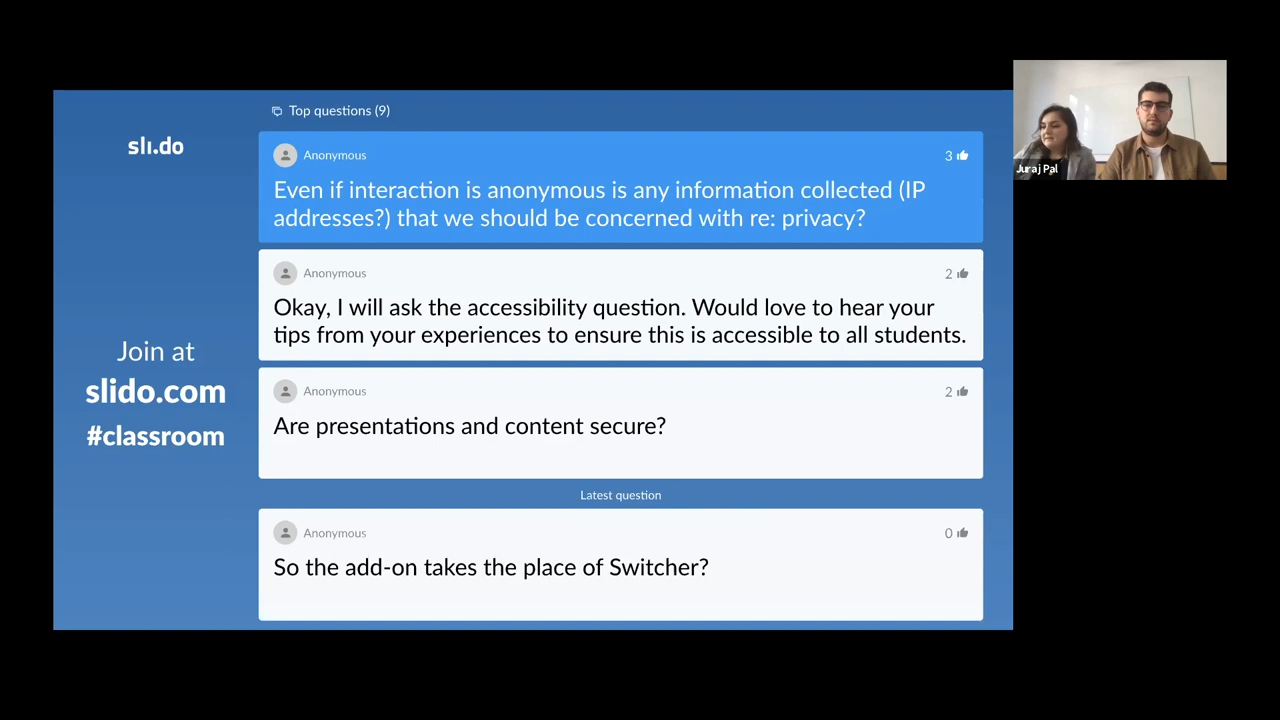 Top questions (9)
sli.do
Anonymous
3
Even if interaction is anonymous is any information collected (IP
addresses?) that we should be concerned with re: privacy?
Anonymous
2
Okay, I will ask the accessibility question. Would love to hear your
tips from your experiences to ensure this is accessible to all students.
Join at
slido.com
#classroom
Anonymous
2
Are presentations and content secure?
Latest question
Anonymous
0
So the add-on takes the place of Switcher?
Juraj Pal